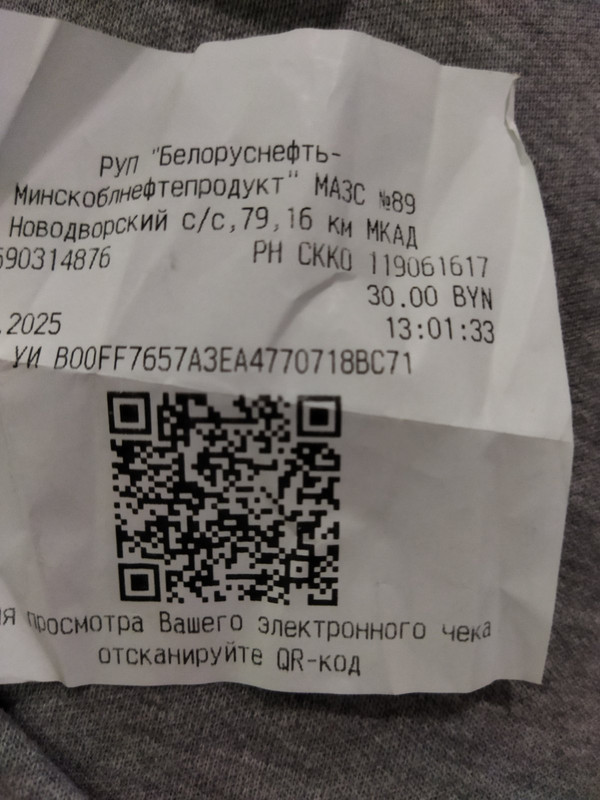 РУП "Белоруснефть-
Минскоблнефтепродукт" МАЗС №89
Новодворский с/с,79,16 км МКАД
690314876 РН СККО 119061617
30.00 BYN
.2025 13:01:33
УИ B00FF7657A3EA4770718BC71
я просмотра Вашего электронного чека
отсканируйте QR-код